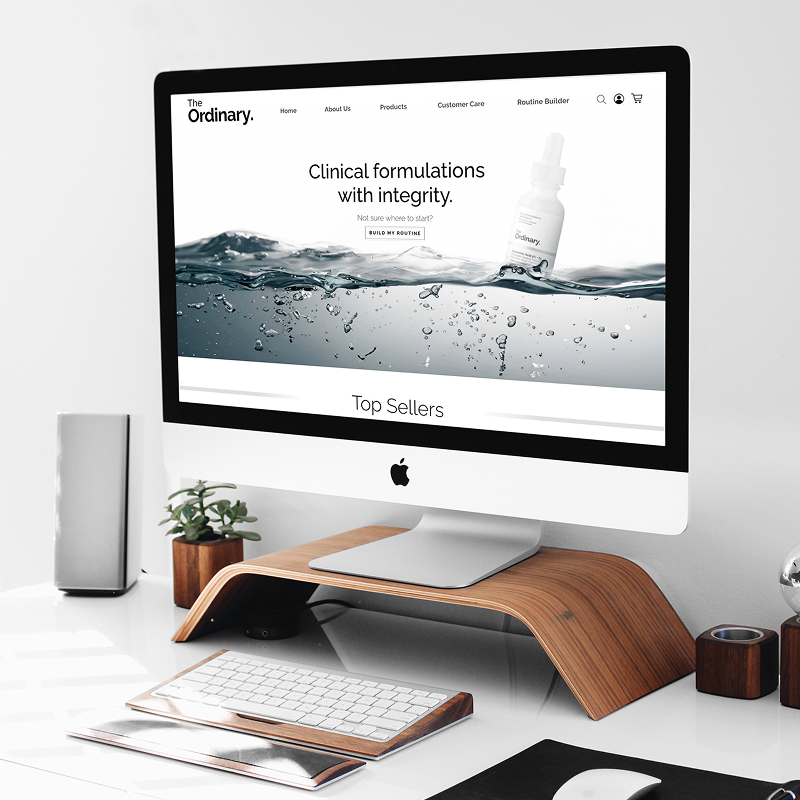 The
Ordinary.
Home
About Us
Products
Customer Care
Routine Builder
Clinical formulations
with integrity.
Not sure where to start?
BUILD MY ROUTINE
The
Ordinary.
Top Sellers